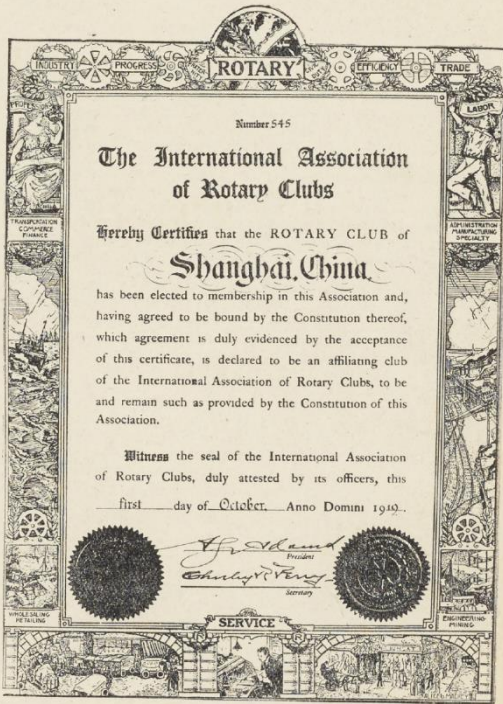 INDUSTRY PROGRESS ROTARY EFFICIENCY TRADE
LABOR
Number 545
The International Association
of Rotary Clubs
Hereby Certifies that the ROTARY CLUB of
Shanghai, China,
has been elected to membership in this Association and,
having agreed to be bound by the Constitution thereof,
which agreement is duly evidenced by the acceptance
of this certificate, is declared to be an affiliating club
of the International Association of Rotary Clubs, to be
and remain such as provided by the Constitution of this
Association.
Witness the seal of the International Association
of Rotary Clubs, duly attested by its officers, this
first day of October. Anno Domini 1919.
President
Secretary
TRANSPORTATION
COMMERCE
FINANCE
ADMINISTRATION
MANUFACTURING
SPECIALTY
WHOLESALING
RETAILING
SERVICE
ENGINEERING
MINING